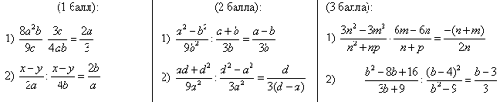 (1 балл):
1) \frac{8a^2b}{9c} \cdot \frac{3c}{4ab} = \frac{2a}{3}
2) \frac{x-y}{2a} : \frac{x-y}{4b} = \frac{2b}{a}
(2 балла):
1) \frac{a^2-b^2}{9b^2} : \frac{a+b}{3b} = \frac{a-b}{3b}
2) \frac{ad+d^2}{9a^2} : \frac{d^2-a^2}{3a^2} = \frac{d}{3(d-a)}
(3 балла):
1) \frac{3n^2-3m^2}{n^2+np} \cdot \frac{6m-6n}{n+p} = \frac{-(n+m)}{2n}
2) \frac{b^2-8b+16}{3b+9} : \frac{(b-4)^2}{b^2-9} = \frac{b-3}{3}